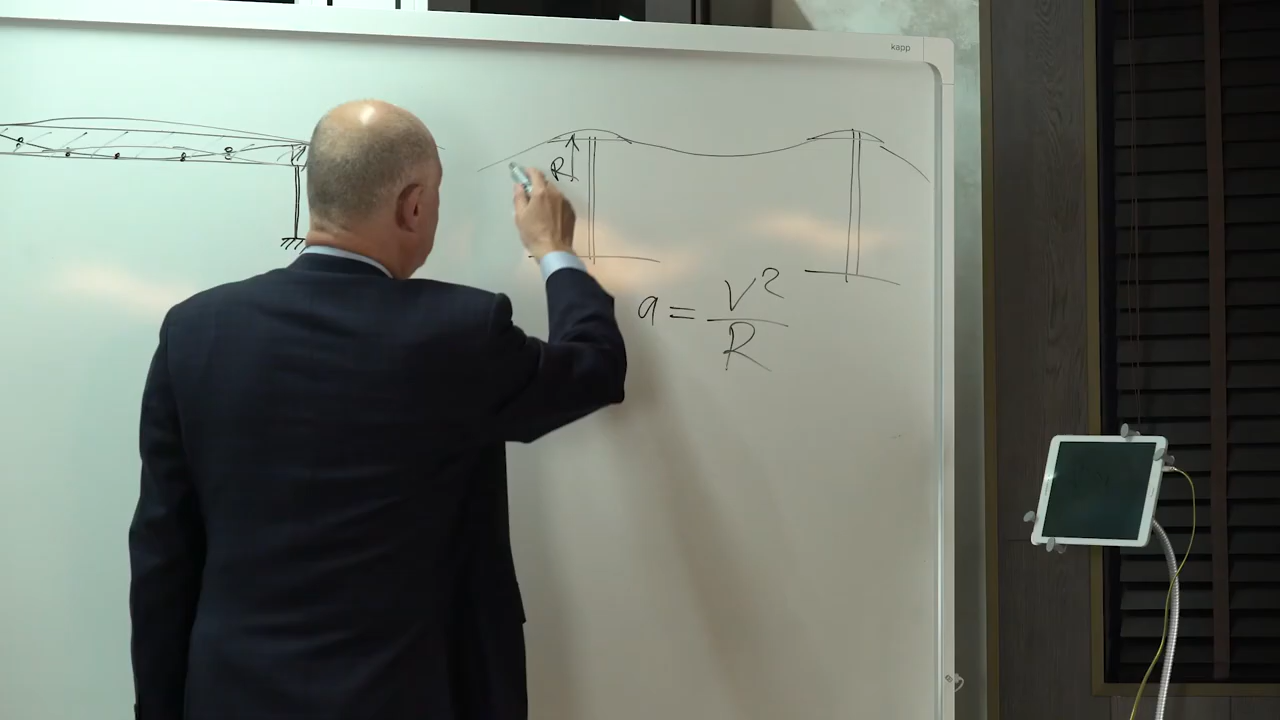 kapp
R
a = V²/R